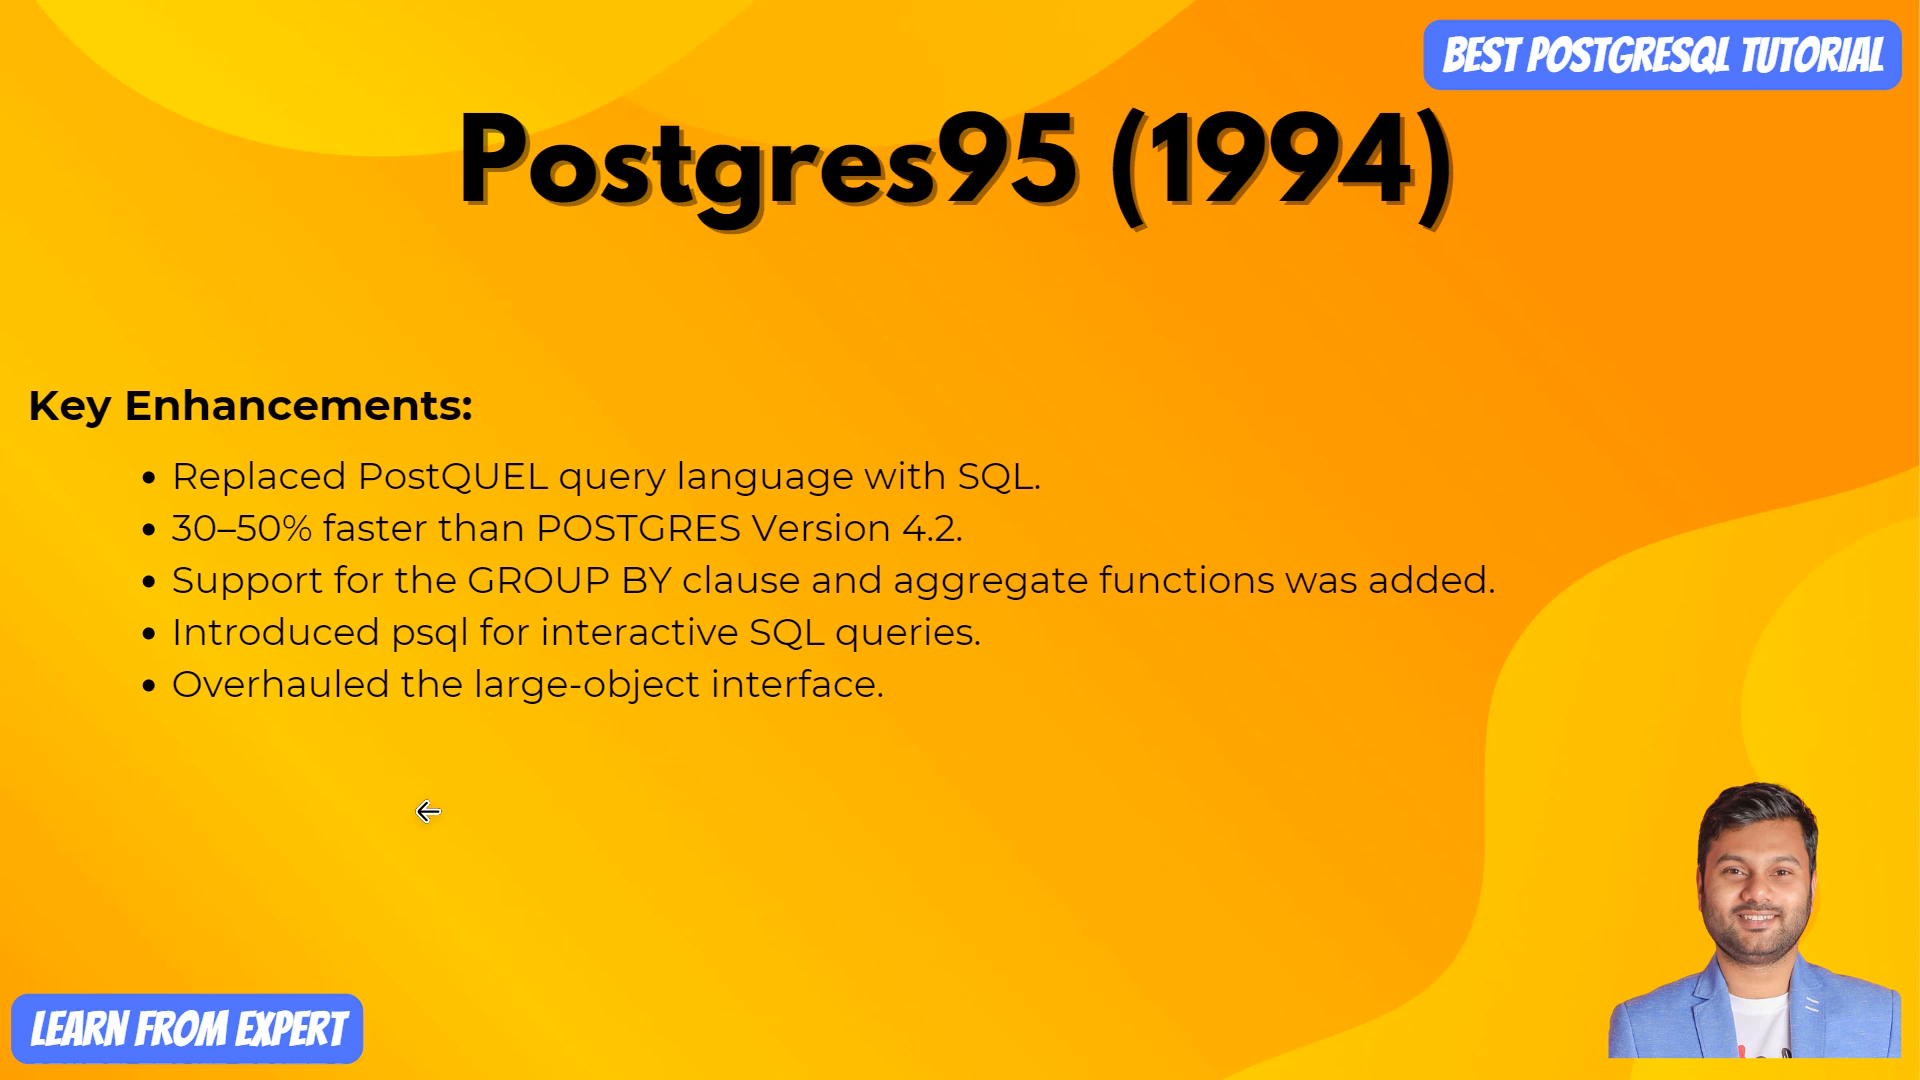 BEST POSTGRESQL TUTORIAL
Postgres95 (1994)
Key Enhancements:
• Replaced PostQUEL query language with SQL.
• 30–50% faster than POSTGRES Version 4.2.
• Support for the GROUP BY clause and aggregate functions was added.
• Introduced psql for interactive SQL queries.
• Overhauled the large-object interface.
LEARN FROM EXPERT